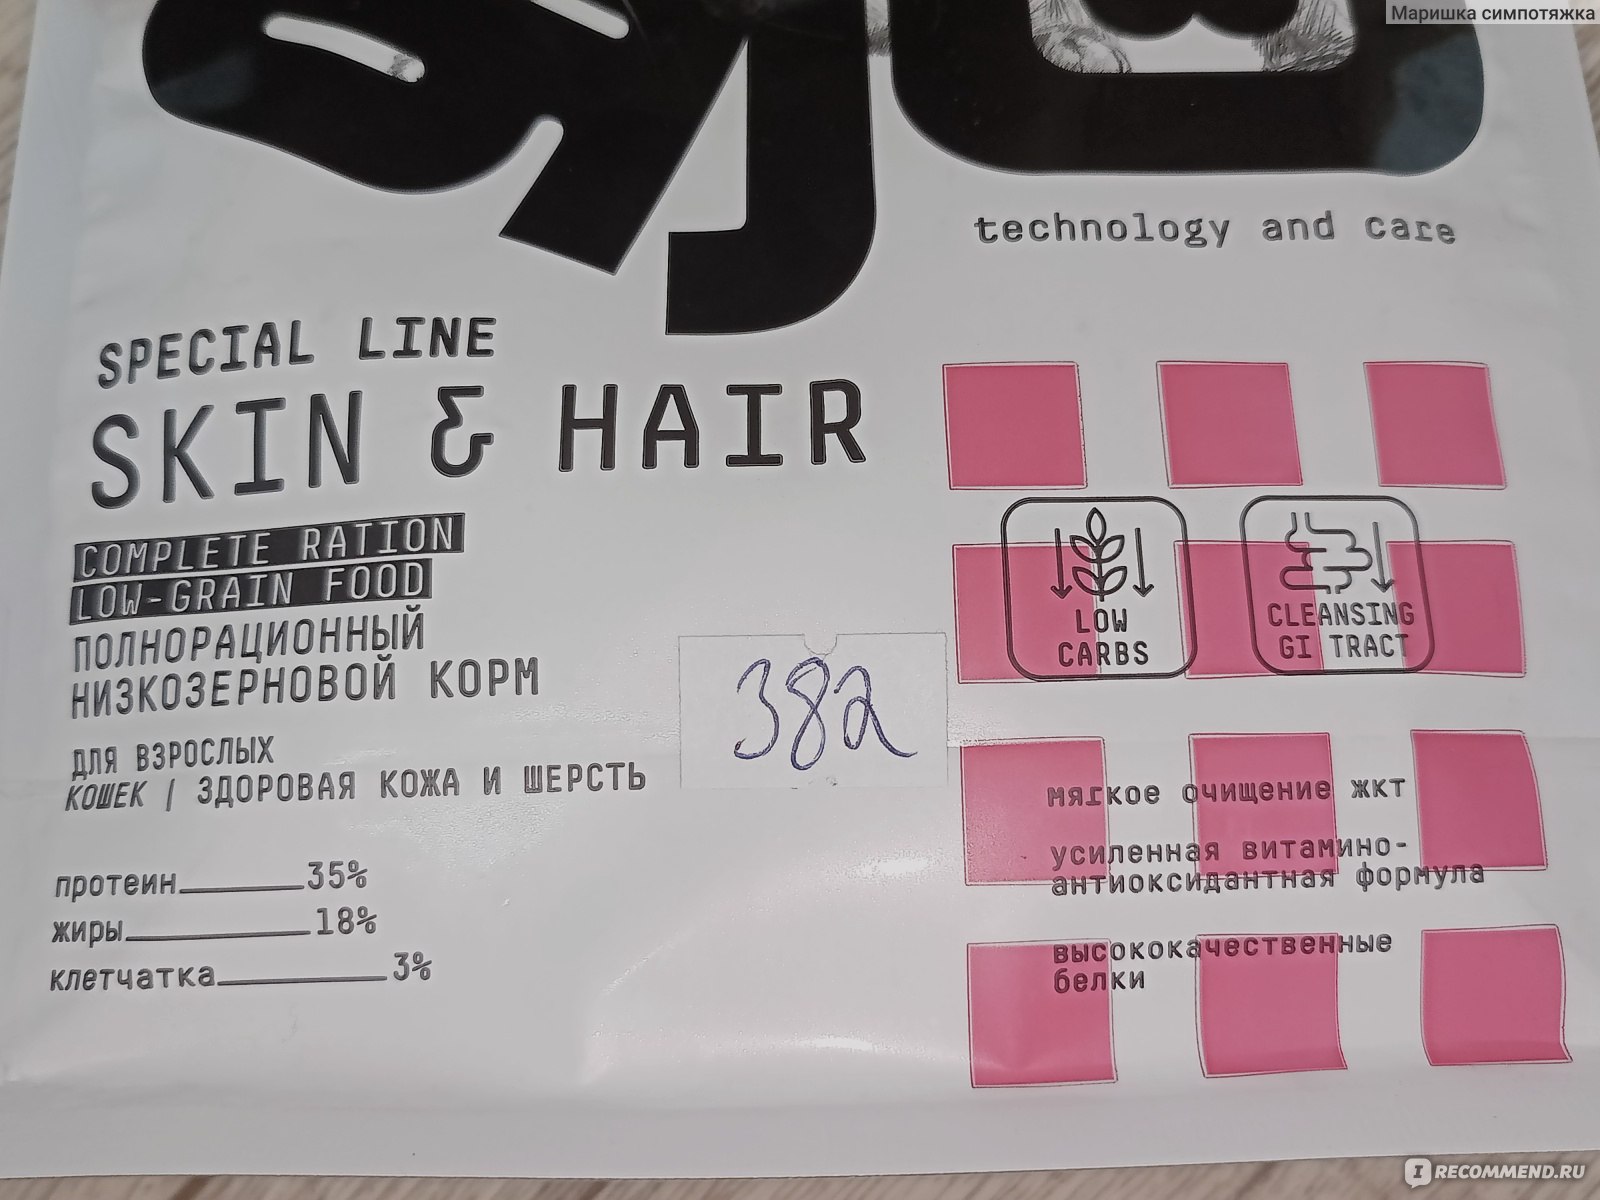 Маришка симпотяжка
technology and care
SPECIAL LINE
SKIN & HAIR
COMPLETE RATION
LOW-GRAIN FOOD
ПОЛНОРАЦИОННЫЙ
НИЗКОЗЕРНОВОЙ КОРМ
ДЛЯ ВЗРОСЛЫХ
КОШЕК | ЗДОРОВАЯ КОЖА И ШЕРСТЬ
протеин 35%
жиры 18%
клетчатка 3%
382
LOW
CARBS
CLEANSING
GI TRACT
мягкое очищение жкт
усиленная витамино-
антиоксидантная формула
высококачественные
белки
IRECOMMEND.RU